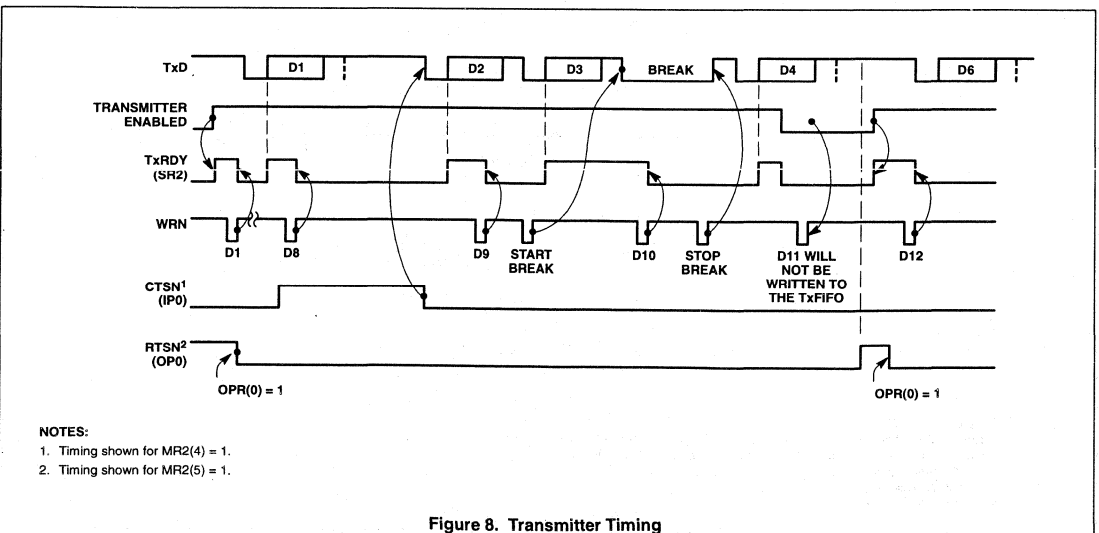 TxD
D1
D2
D3
BREAK
D4
D6
TRANSMITTER
ENABLED
TxRDY
(SR2)
WRN
D1
D8
D9
START
BREAK
D10
STOP
BREAK
D11 WILL
NOT BE
WRITTEN TO
THE TxFIFO
D12
CTSN1
(IP0)
RTSN2
(OP0)
OPR(0) = 1
OPR(0) = 1
NOTES:
1. Timing shown for MR2(4) = 1.
2. Timing shown for MR2(5) = 1.
Figure 8. Transmitter Timing